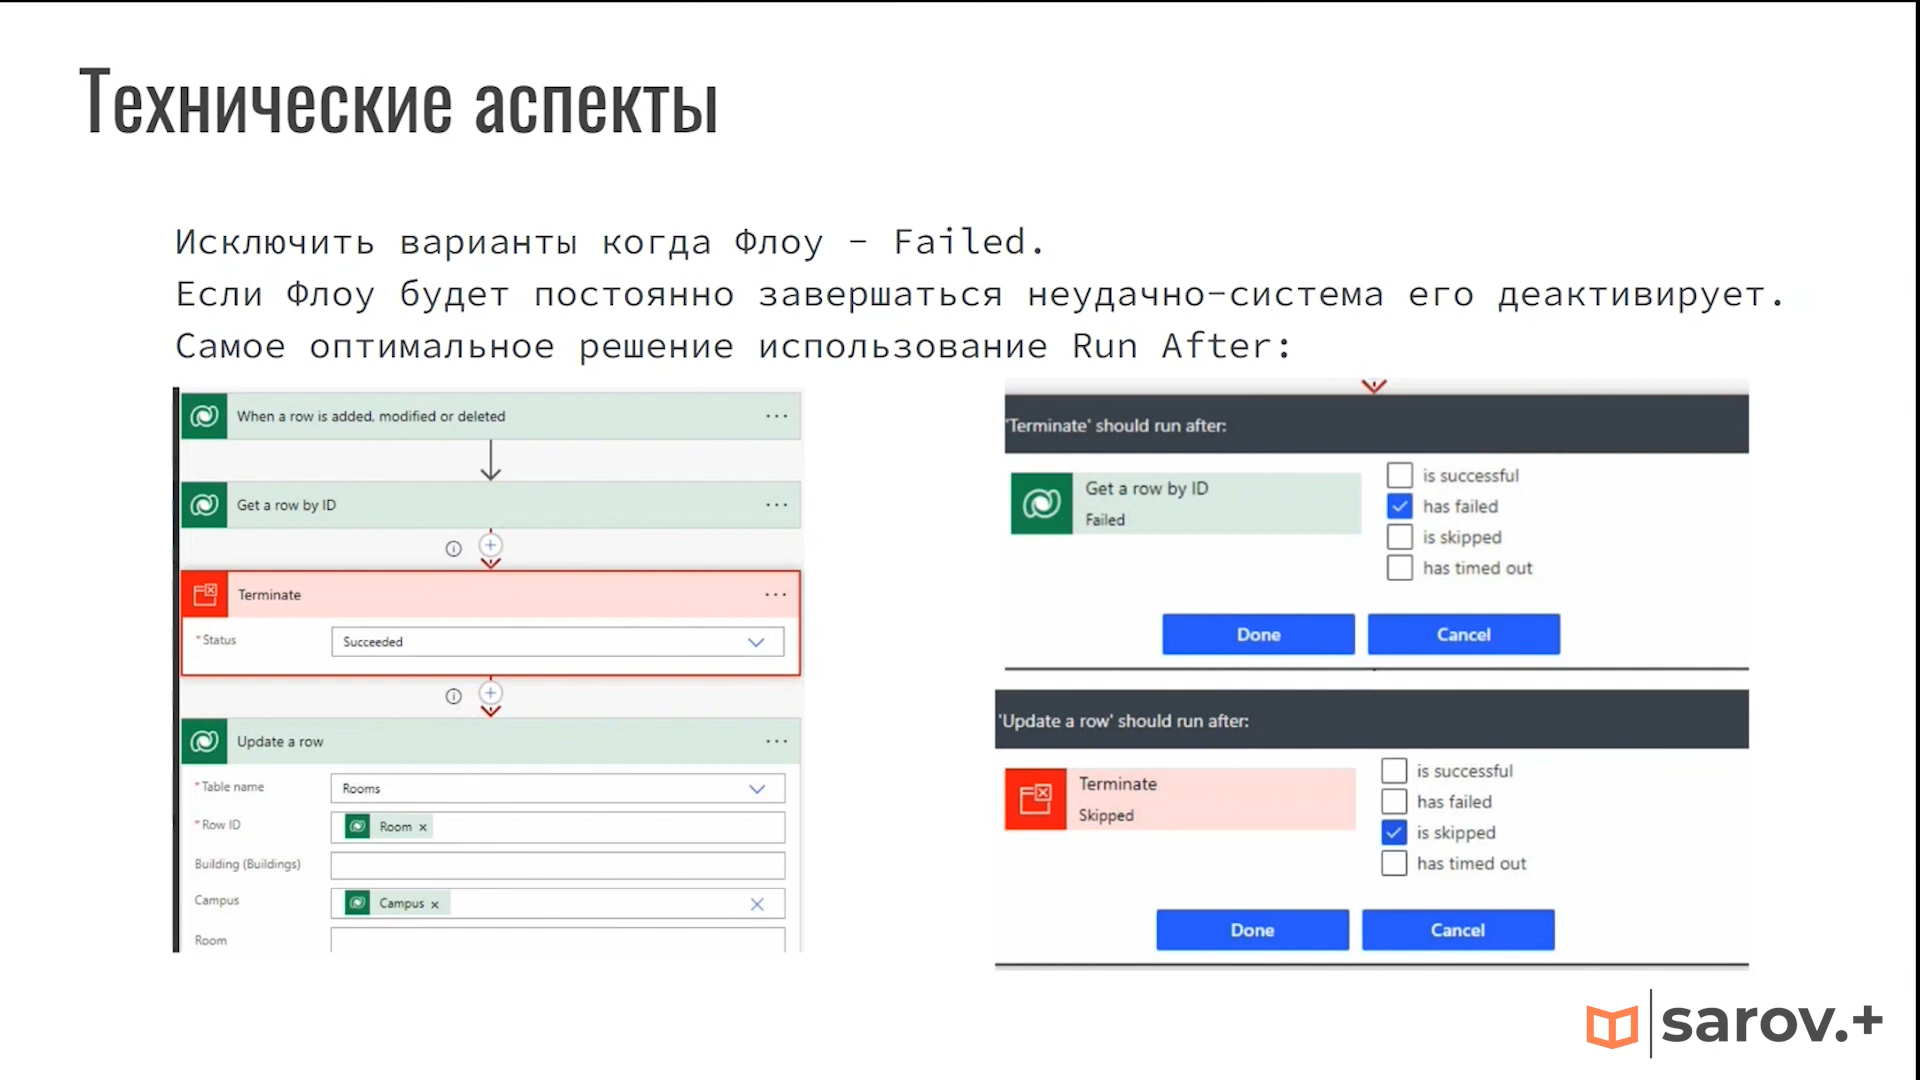 Технические аспекты
Исключить варианты когда Флоу - Failed.
Если Флоу будет постоянно завершаться неудачно-система его деактивирует.
Самое оптимальное решение использование Run After:
When a row is added, modified or deleted
Get a row by ID
Terminate
*Status
Succeeded
Update a row
*Table name
Rooms
*Row ID
Room ×
Building (Buildings)
Campus
Campus ×
Room
'Terminate' should run after:
Get a row by ID
Failed
is successful
has failed
is skipped
has timed out
Done
Cancel
'Update a row' should run after:
Terminate
Skipped
is successful
has failed
is skipped
has timed out
Done
Cancel
sarov.+